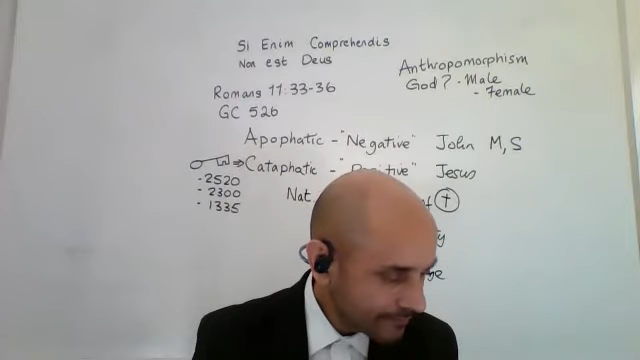 Si Enim Comprehendis
Non est Deus
Anthropomorphism
God? - Male
- Female
Romans 11:33-36
GC 526
Apophatic - "Negative" John M, S
Cataphatic - Jesus
- 2520
- 2300
- 1335
Nat